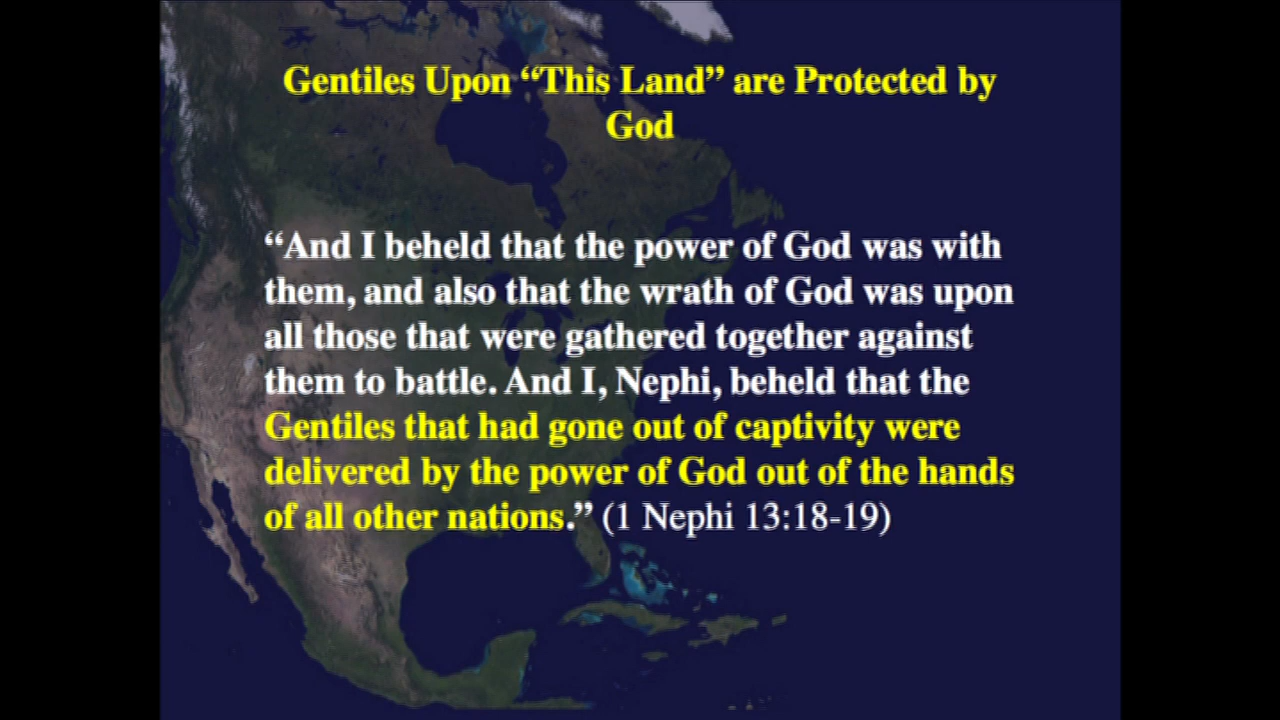 Gentiles Upon “This Land” are Protected by
God
“And I beheld that the power of God was with
them, and also that the wrath of God was upon
all those that were gathered together against
them to battle. And I, Nephi, beheld that the
Gentiles that had gone out of captivity were
delivered by the power of God out of the hands
of all other nations.” (1 Nephi 13:18-19)